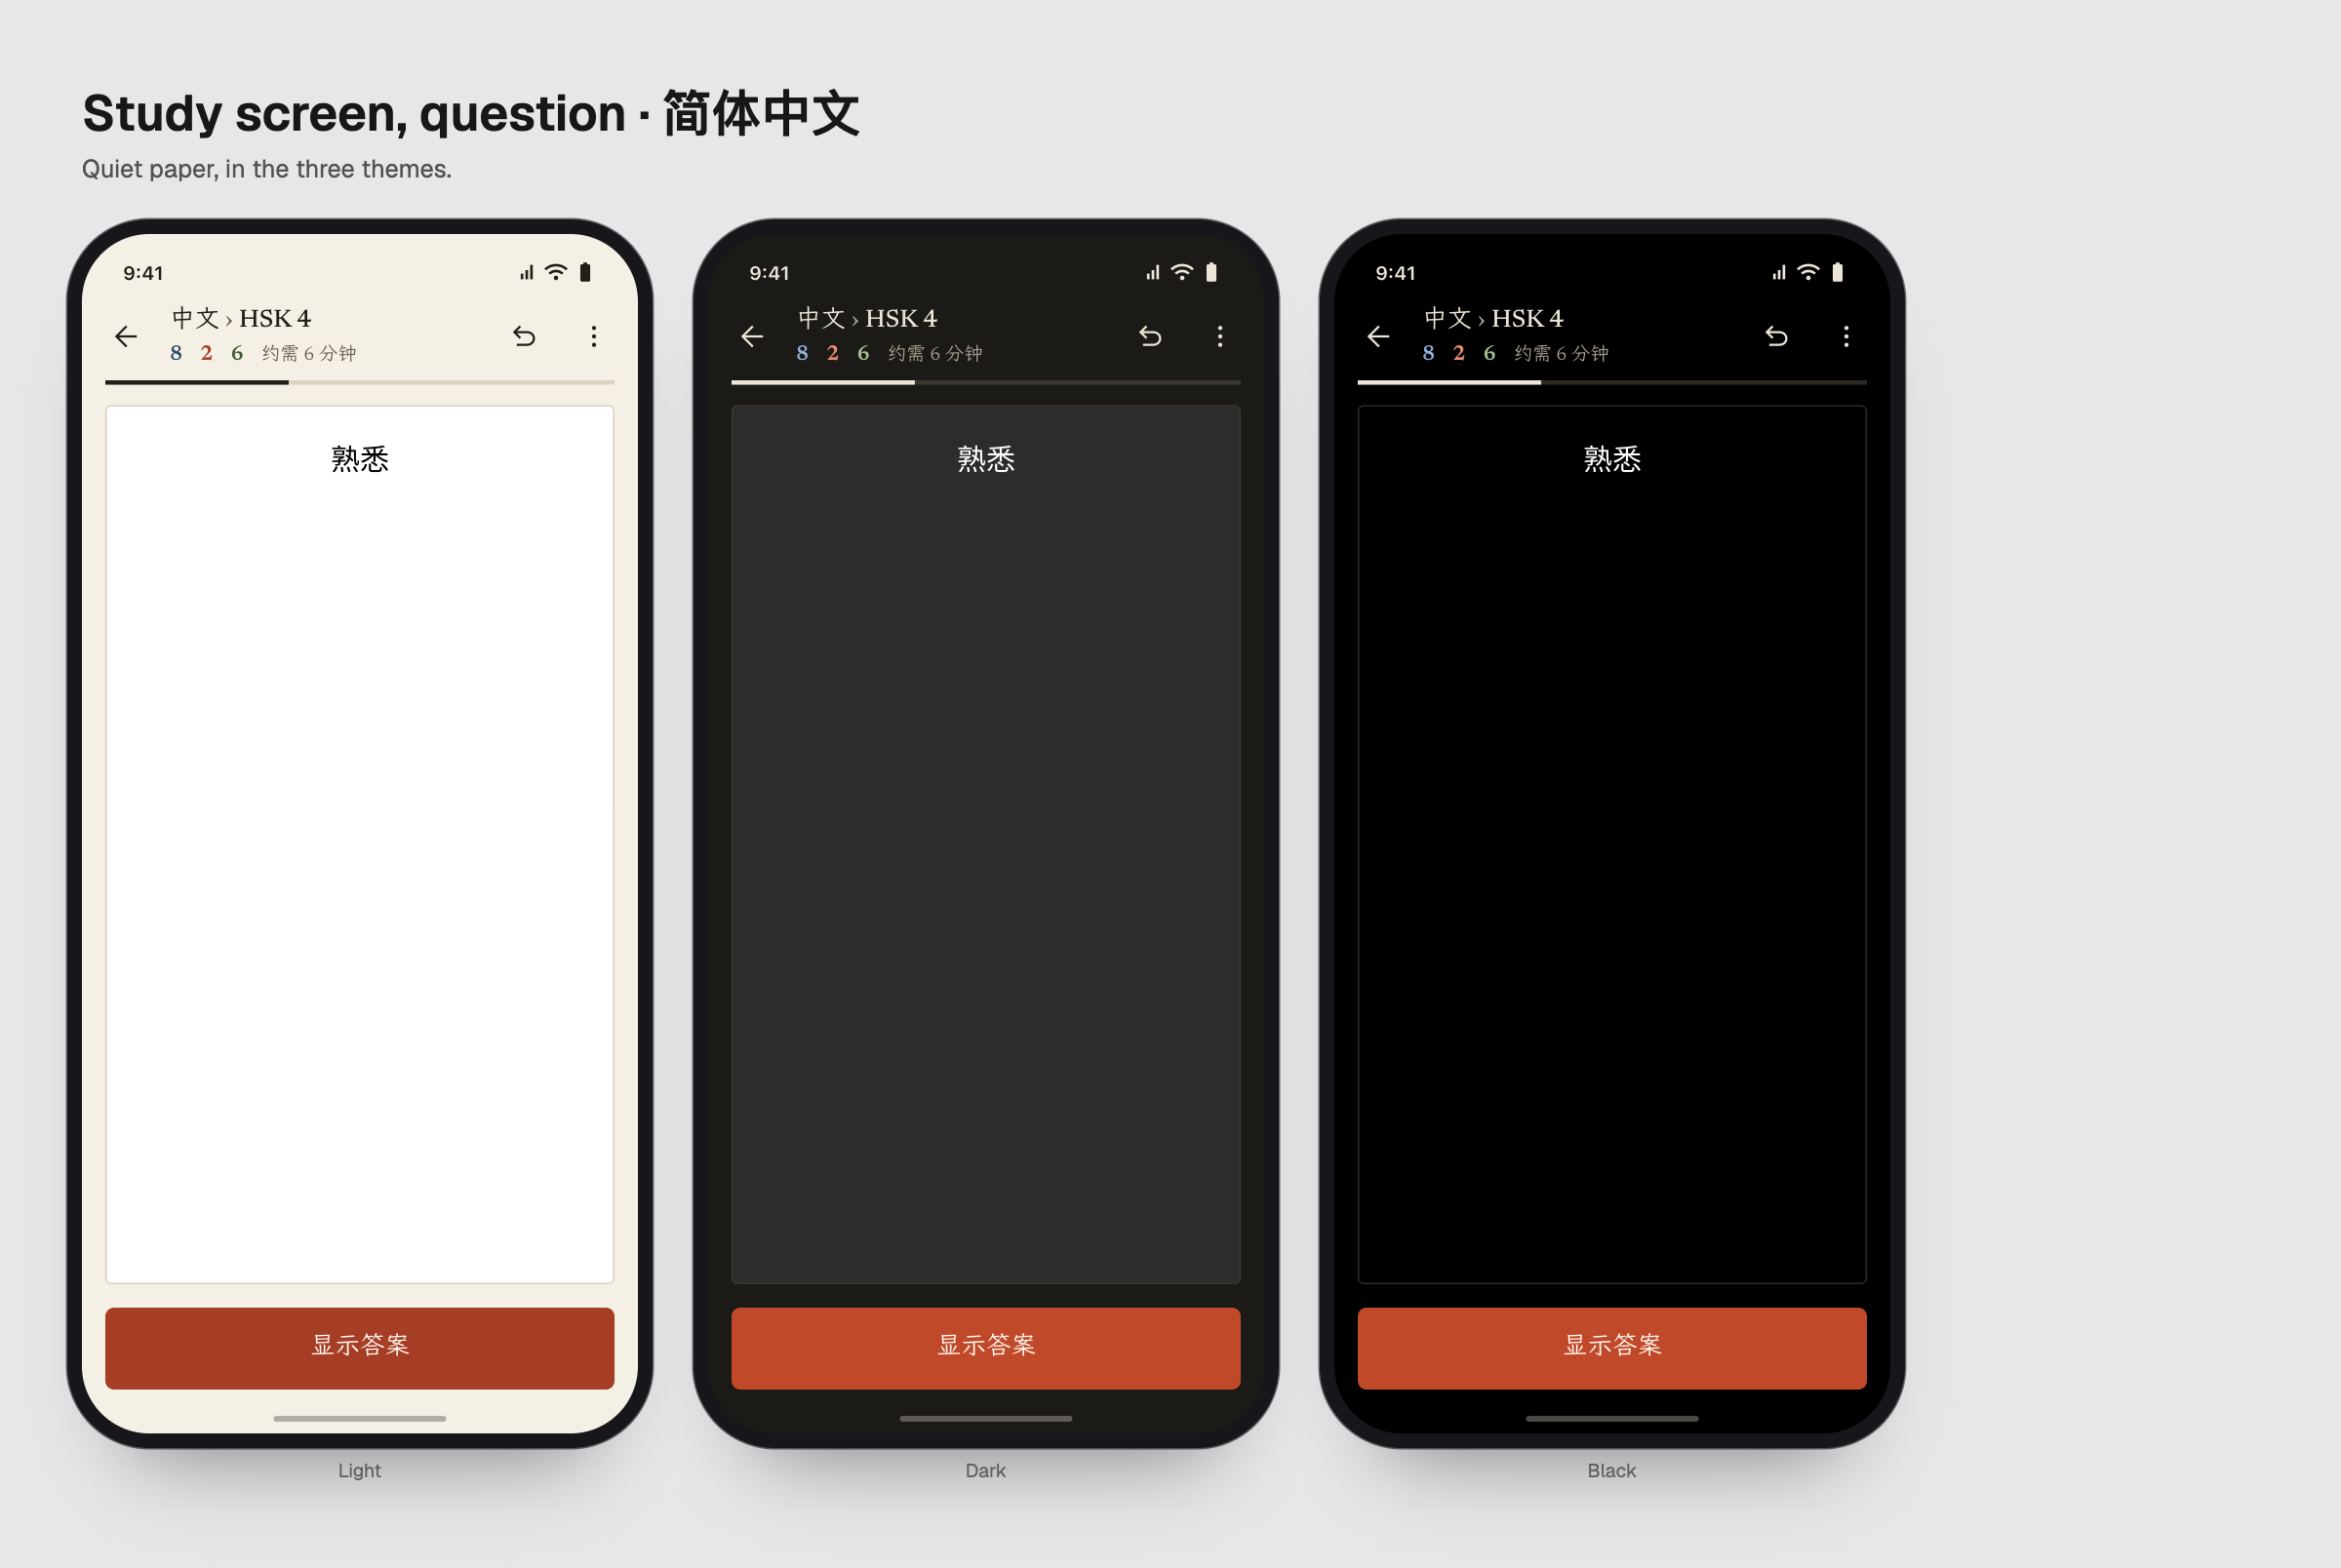 Study screen, question · 简体中文
Quiet paper, in the three themes.
9:41
中文 › HSK 4
8 2 6 约需 6 分钟
熟悉
显示答案
Light
9:41
中文 › HSK 4
8 2 6 约需 6 分钟
熟悉
显示答案
Dark
9:41
中文 › HSK 4
8 2 6 约需 6 分钟
熟悉
显示答案
Black